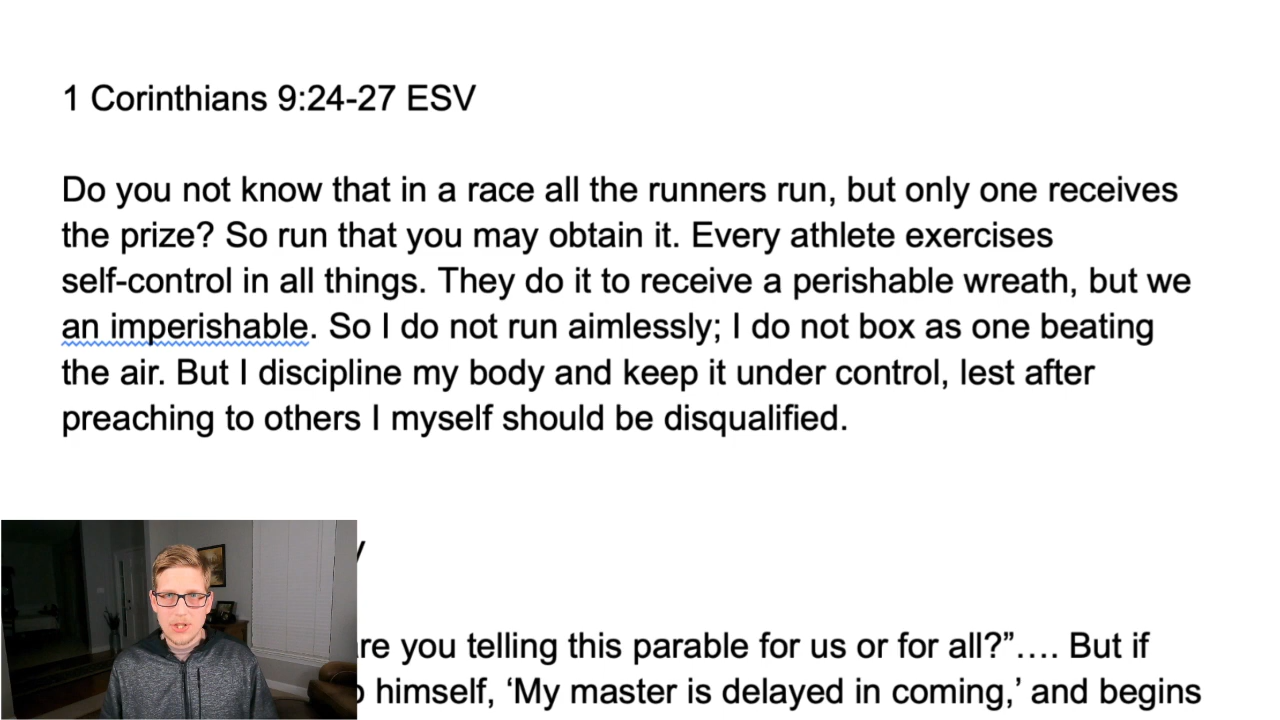 1 Corinthians 9:24-27 ESV
Do you not know that in a race all the runners run, but only one receives
the prize? So run that you may obtain it. Every athlete exercises
self-control in all things. They do it to receive a perishable wreath, but we
an imperishable. So I do not run aimlessly; I do not box as one beating
the air. But I discipline my body and keep it under control, lest after
preaching to others I myself should be disqualified.
you telling this parable for us or for all?”…. But if
himself, ‘My master is delayed in coming,’ and begins